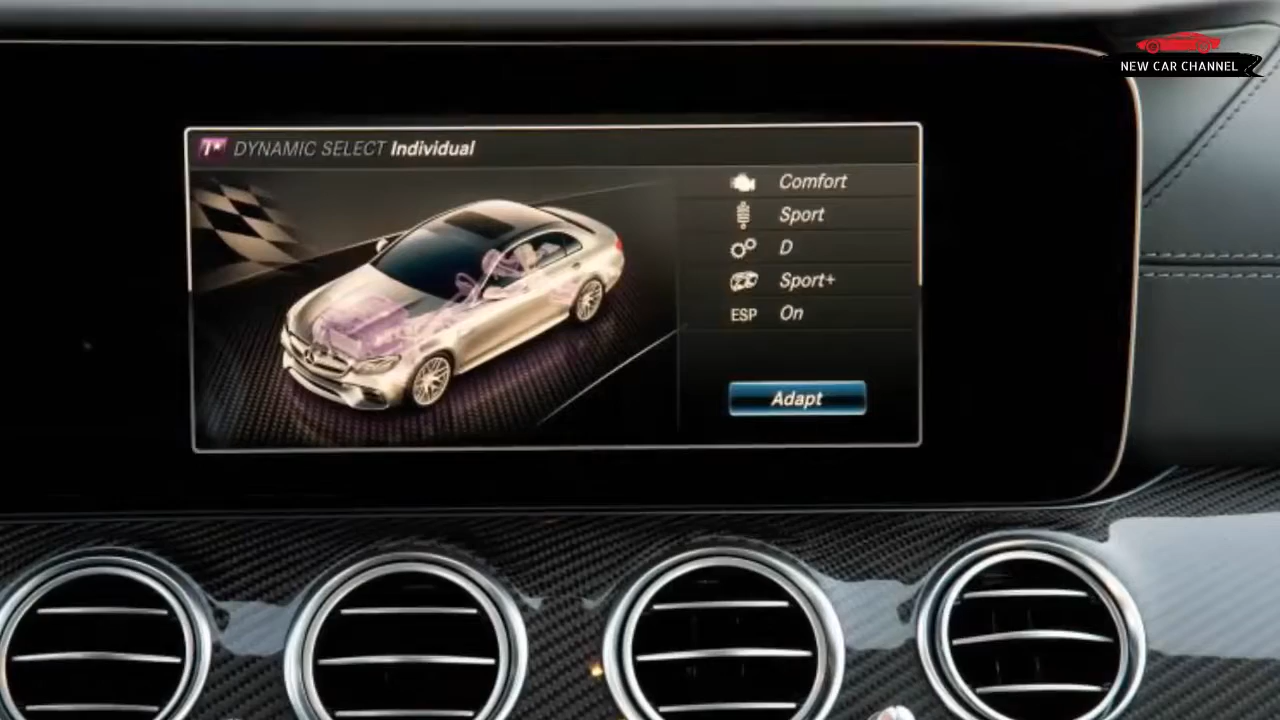 NEW CAR CHANNEL
DYNAMIC SELECT Individual
Comfort
Sport
D
Sport+
ESP On
Adapt